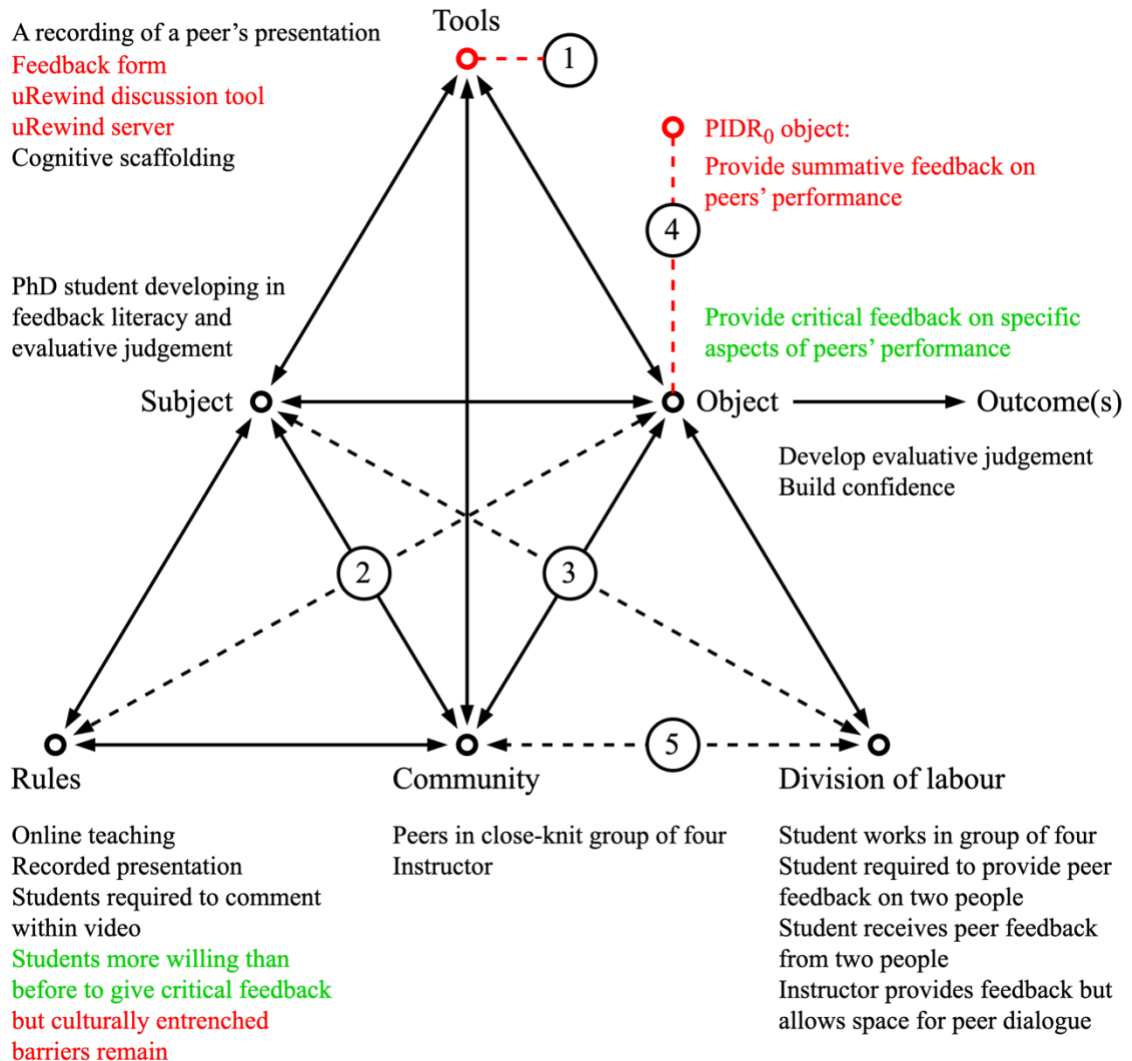 A recording of a peer's presentation
Feedback form
uRewind discussion tool
uRewind server
Cognitive scaffolding
Tools
1
PIDR₀ object:
Provide summative feedback on
peers' performance
4
PhD student developing in
feedback literacy and
evaluative judgement
Provide critical feedback on specific
aspects of peers' performance
Subject
Object
Outcome(s)
Develop evaluative judgement
Build confidence
2
3
5
Rules
Online teaching
Recorded presentation
Students required to comment
within video
Students more willing than
before to give critical feedback
but culturally entrenched
barriers remain
Community
Peers in close-knit group of four
Instructor
Division of labour
Student works in group of four
Student required to provide peer
feedback on two people
Student receives peer feedback
from two people
Instructor provides feedback but
allows space for peer dialogue